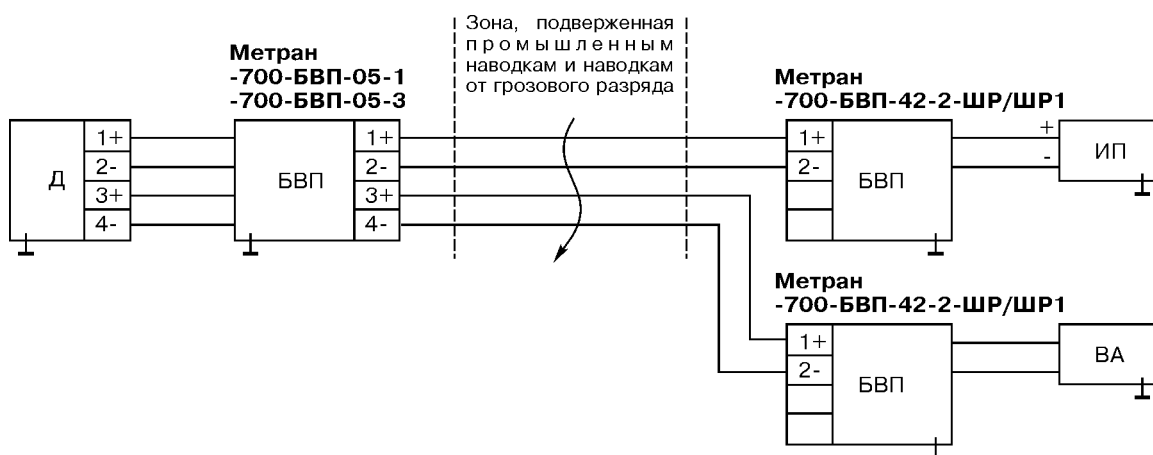 Зона, подверженная
промышленным
наводкам и наводкам
от грозового разряда
Метран
-700-БВП-05-1
-700-БВП-05-3
Метран
-700-БВП-42-2-ШР/ШР1
Д
1+
2-
3+
4-
БВП
1+
2-
3+
4-
1+
2-
БВП
+
-
ИП
Метран
-700-БВП-42-2-ШР/ШР1
1+
2-
БВП
ВА